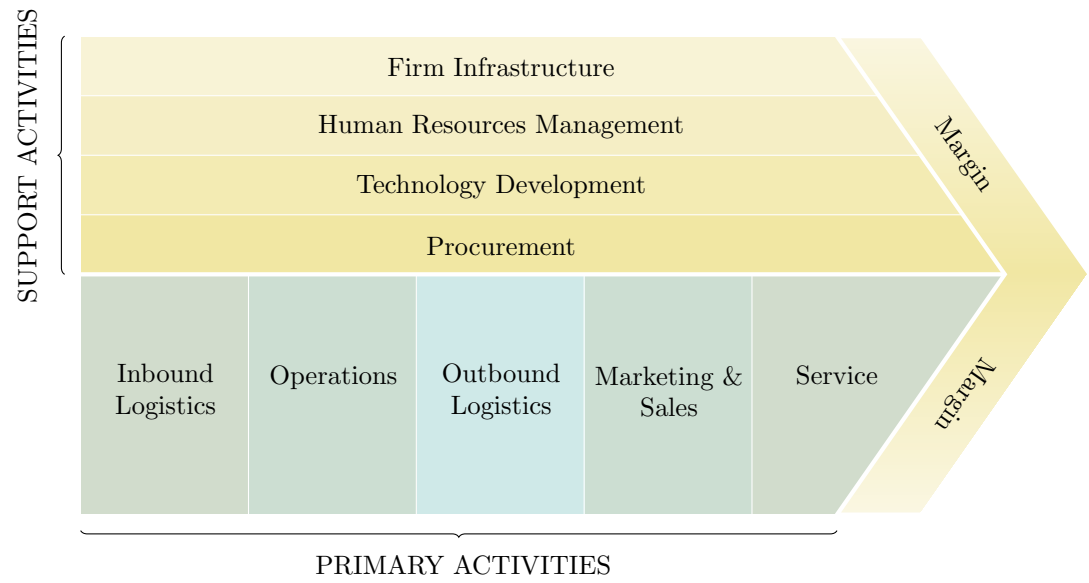 SUPPORT ACTIVITIES
Firm Infrastructure
Human Resources Management
Technology Development
Procurement
Margin
Inbound
Logistics
Operations
Outbound
Logistics
Marketing &
Sales
Service
Margin
PRIMARY ACTIVITIES